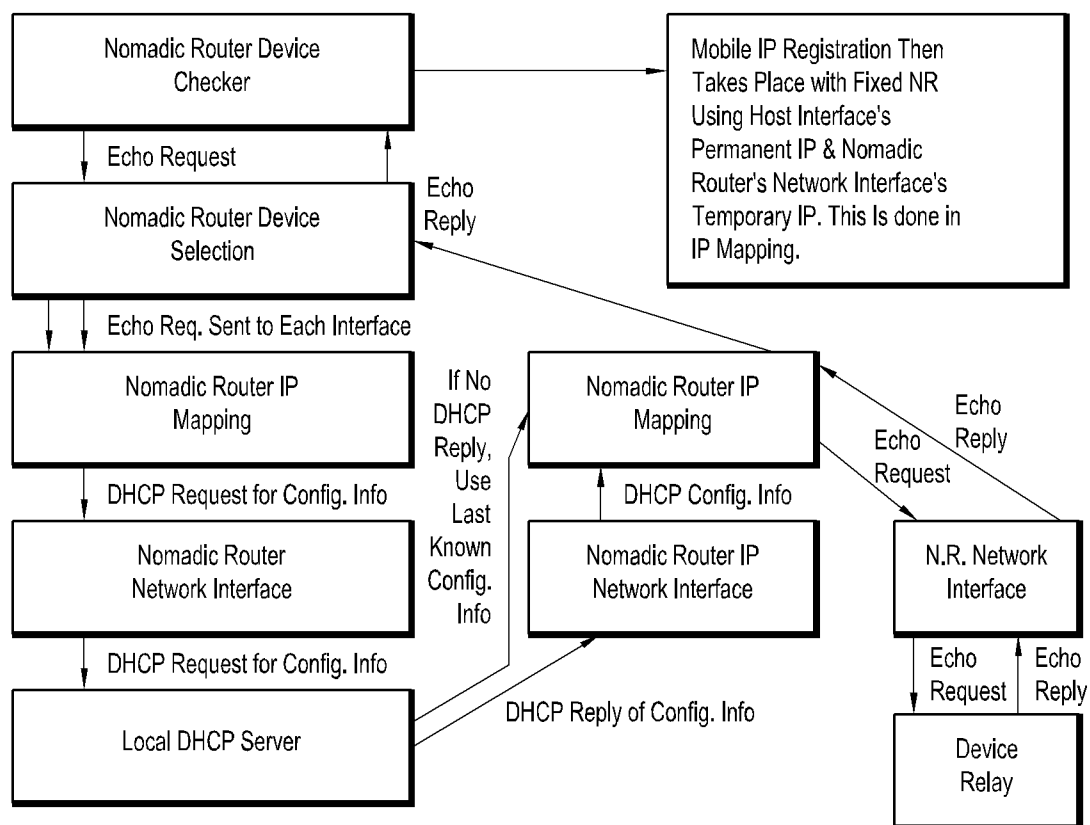 Nomadic Router Device
Checker
Mobile IP Registration Then
Takes Place with Fixed NR
Using Host Interface's
Permanent IP & Nomadic
Router's Network Interface's
Temporary IP. This Is done in
IP Mapping.
Echo Request
Echo
Reply
Nomadic Router Device
Selection
Echo Req. Sent to Each Interface
Nomadic Router IP
Mapping
If No
DHCP
Reply,
Use
Last
Known
Config.
Info
Nomadic Router IP
Mapping
Echo
Reply
Echo
Request
DHCP Request for Config. Info
DHCP Config. Info
Nomadic Router
Network Interface
Nomadic Router IP
Network Interface
N.R. Network
Interface
DHCP Request for Config. Info
Echo
Request
Echo
Reply
DHCP Reply of Config. Info
Local DHCP Server
Device
Relay